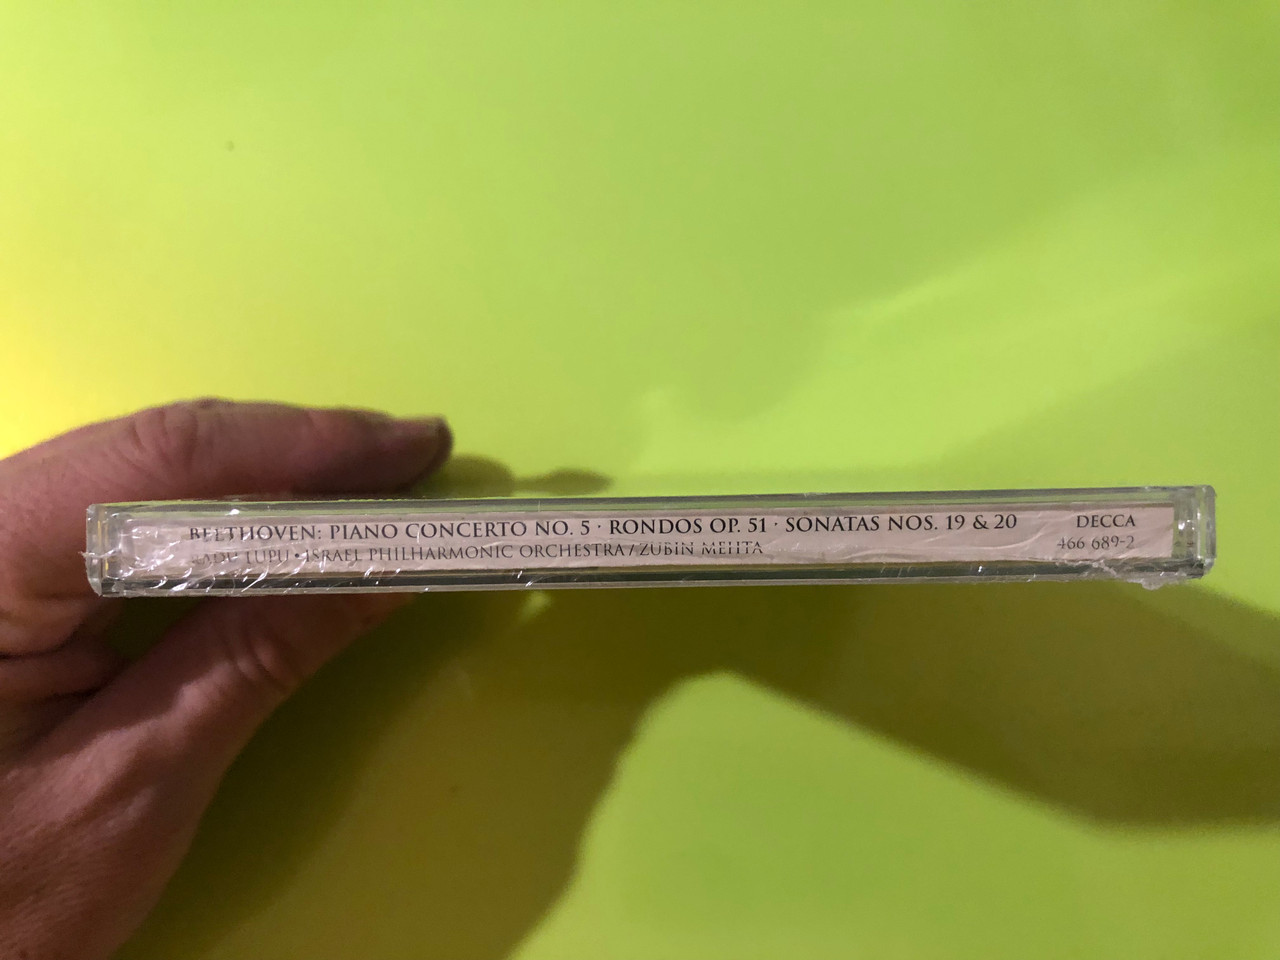 BEETHOVEN: PIANO CONCERTO NO. 5 · RONDOS OP. 51 · SONATAS NOS. 19 & 20
RADU LUPU · ISRAEL PHILHARMONIC ORCHESTRA / ZUBIN MEHTA
DECCA
466 689-2